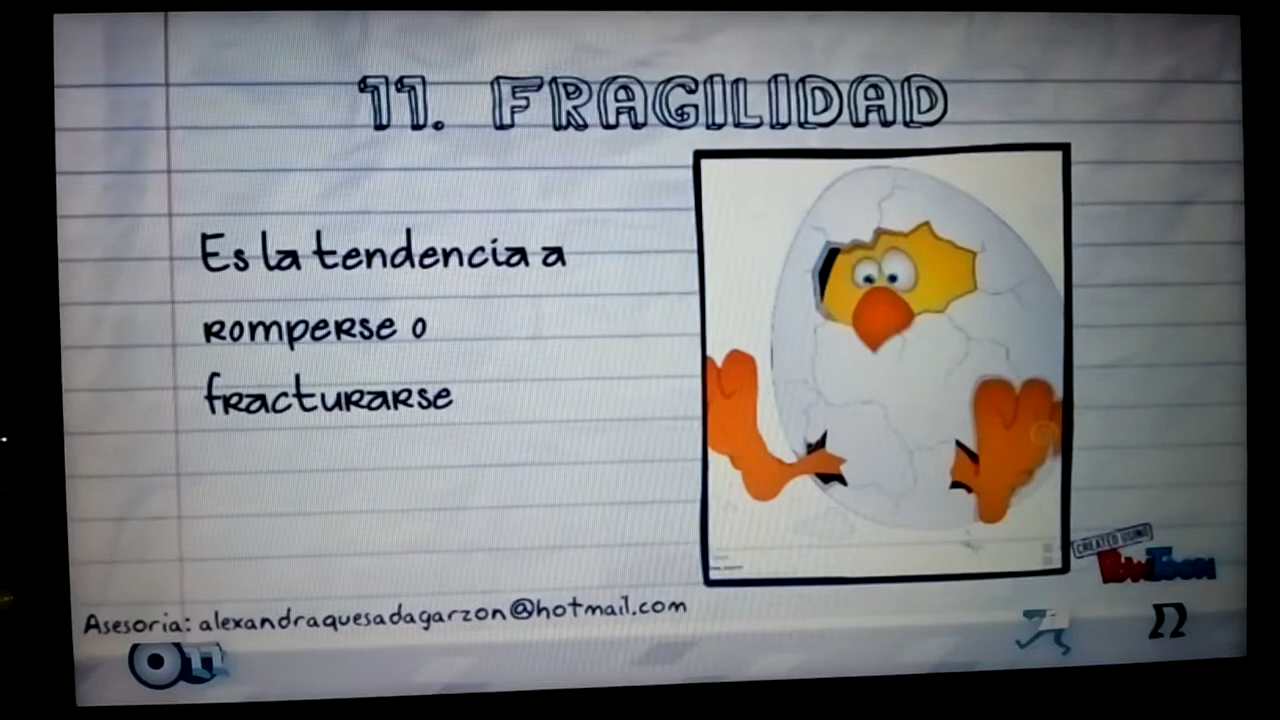 11. FRAGILIDAD
Es la tendencia a
romperse o
fracturarse
CREATED USING
PowToon
Asesoria: alexandraquesadagarzon@hotmail.com